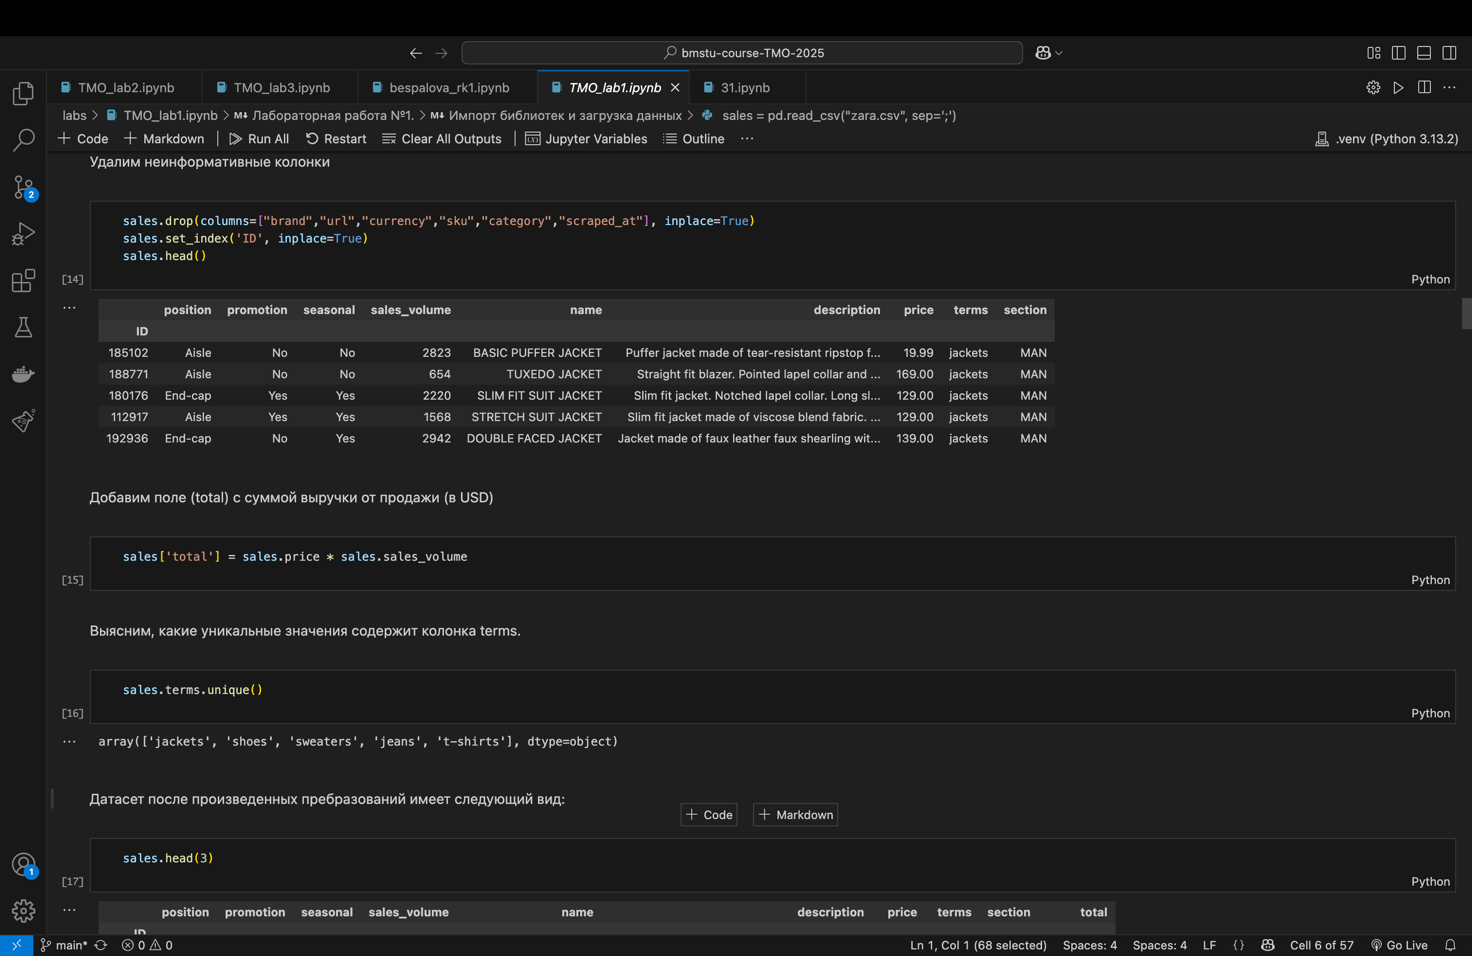 bmstu-course-TMO-2025
TMO_lab2.ipynb TMO_lab3.ipynb bespalova_rk1.ipynb TMO_lab1.ipynb 31.ipynb
labs > TMO_lab1.ipynb > M↓ Лабораторная работа №1. > M↓ Импорт библиотек и загрузка данных > sales = pd.read_csv("zara.csv", sep=';')
+ Code + Markdown Run All Restart Clear All Outputs Jupyter Variables Outline ··· .venv (Python 3.13.2)
Удалим неинформативные колонки
2
sales.drop(columns=["brand","url","currency","sku","category","scraped_at"], inplace=True)
sales.set_index('ID', inplace=True)
sales.head()
[14] Python
position promotion seasonal sales_volume name description price terms section
ID
185102 Aisle No No 2823 BASIC PUFFER JACKET Puffer jacket made of tear-resistant ripstop f... 19.99 jackets MAN
188771 Aisle No No 654 TUXEDO JACKET Straight fit blazer. Pointed lapel collar and ... 169.00 jackets MAN
180176 End-cap Yes Yes 2220 SLIM FIT SUIT JACKET Slim fit jacket. Notched lapel collar. Long sl... 129.00 jackets MAN
112917 Aisle Yes Yes 1568 STRETCH SUIT JACKET Slim fit jacket made of viscose blend fabric. ... 129.00 jackets MAN
192936 End-cap No Yes 2942 DOUBLE FACED JACKET Jacket made of faux leather faux shearling wit... 139.00 jackets MAN
Добавим поле (total) с суммой выручки от продажи (в USD)
sales['total'] = sales.price * sales.sales_volume
[15] Python
Выясним, какие уникальные значения содержит колонка terms.
sales.terms.unique()
[16] Python
array(['jackets', 'shoes', 'sweaters', 'jeans', 't-shirts'], dtype=object)
Датасет после произведенных пребразований имеет следующий вид:
+ Code + Markdown
sales.head(3)
1
[17] Python
position promotion seasonal sales_volume name description price terms section total
ID
main* 0 0 Ln 1, Col 1 (68 selected) Spaces: 4 Spaces: 4 LF {} Cell 6 of 57 Go Live